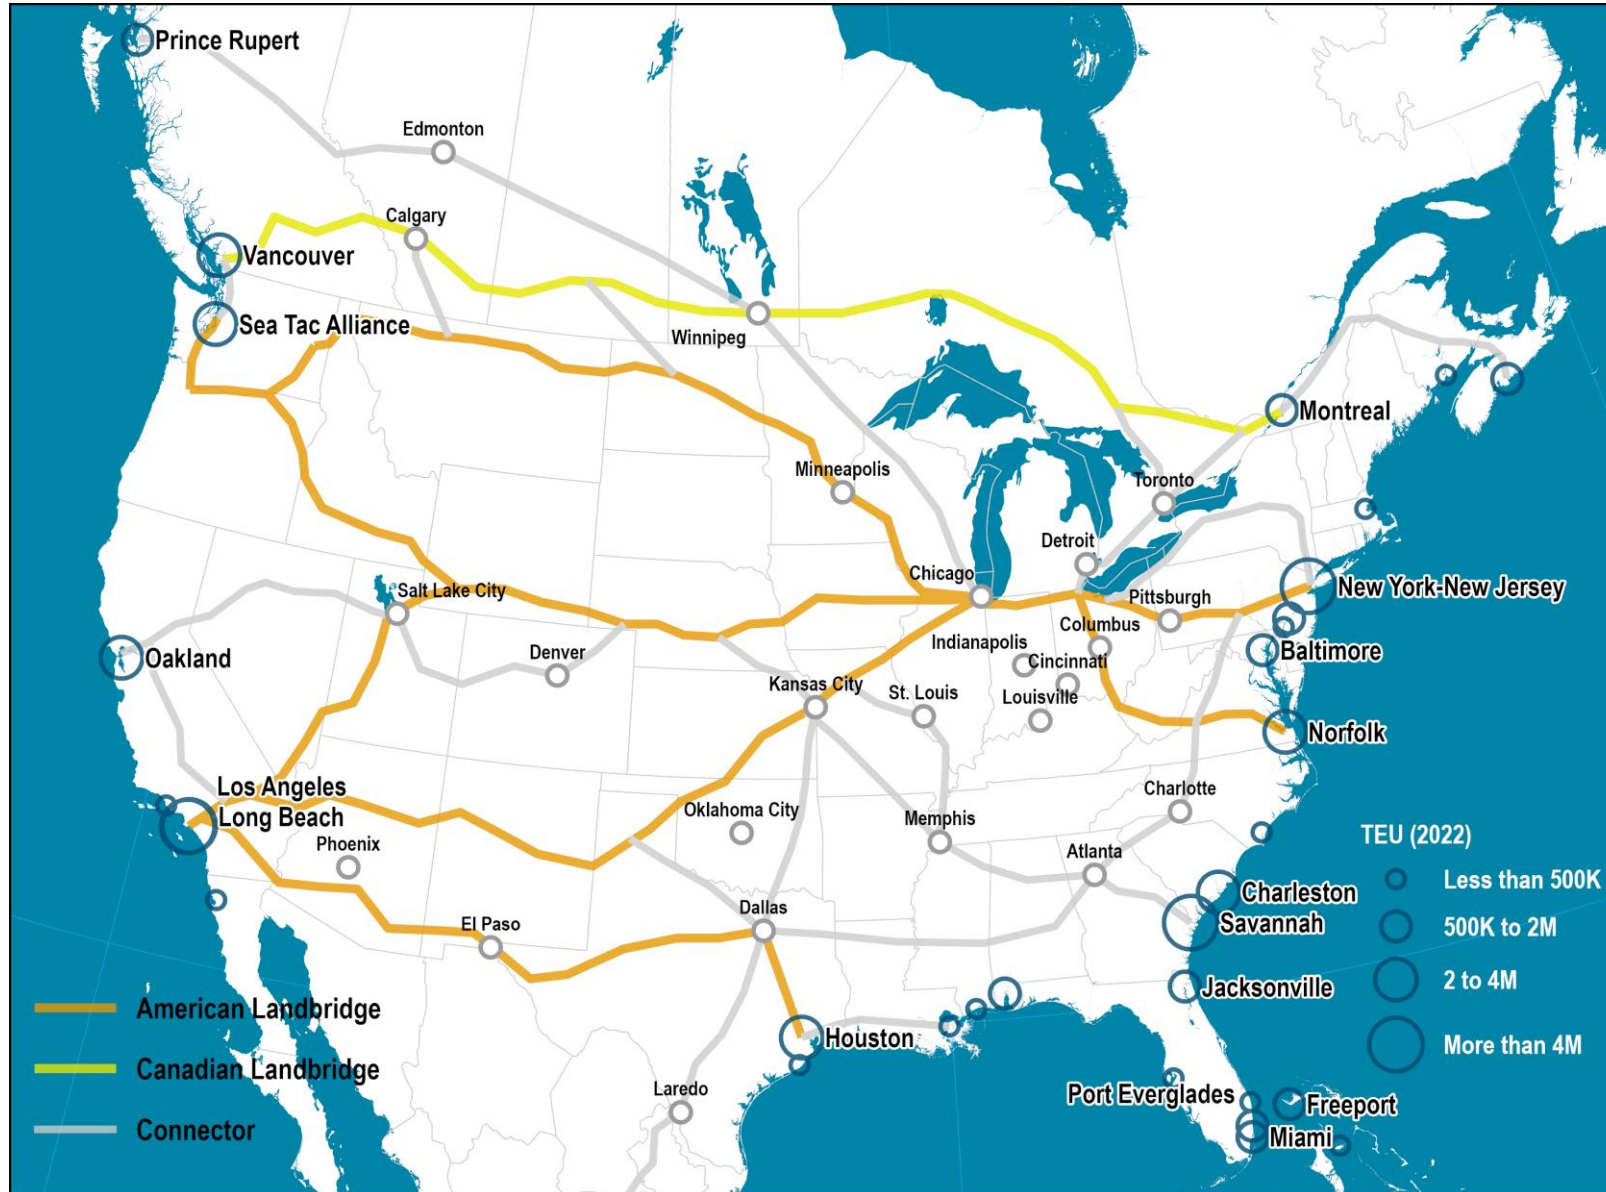 Prince Rupert
Edmonton
Calgary
Vancouver
Sea Tac Alliance
Winnipeg
Montreal
Minneapolis
Toronto
Detroit
Chicago
Salt Lake City
New York-New Jersey
Pittsburgh
Columbus
Indianapolis
Oakland
Denver
Cincinnati
Baltimore
Kansas City
St. Louis
Louisville
Norfolk
Los Angeles
Long Beach
Oklahoma City
Memphis
Charlotte
Phoenix
Atlanta
TEU (2022)
Less than 500K
500K to 2M
2 to 4M
More than 4M
Charleston
Savannah
Dallas
El Paso
Jacksonville
Houston
Laredo
Port Everglades
Freeport
Miami
American Landbridge
Canadian Landbridge
Connector